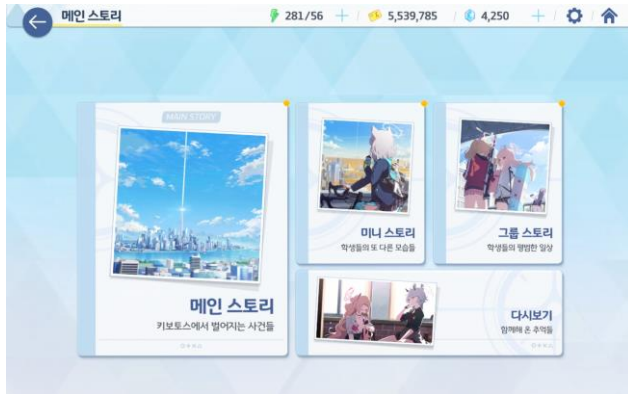 메인 스토리
281/56
5,539,785
4,250
MAIN STORY
메인 스토리
키보토스에서 벌어지는 사건들
미니 스토리
학생들의 또 다른 모습들
그룹 스토리
학생들의 평범한 일상
다시보기
함께해 온 추억들